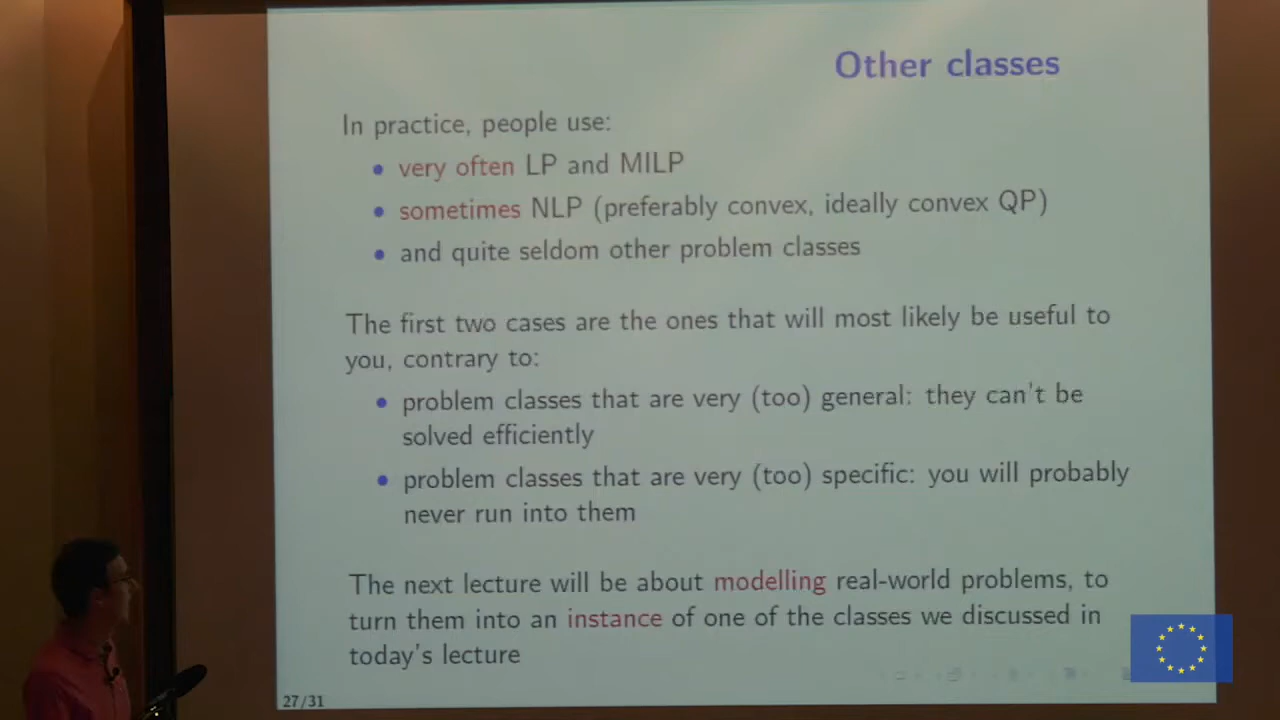 Other classes
In practice, people use:
• very often LP and MILP
• sometimes NLP (preferably convex, ideally convex QP)
• and quite seldom other problem classes
The first two cases are the ones that will most likely be useful to
you, contrary to:
• problem classes that are very (too) general: they can't be
solved efficiently
• problem classes that are very (too) specific: you will probably
never run into them
The next lecture will be about modelling real-world problems, to
turn them into an instance of one of the classes we discussed in
today's lecture
27/31